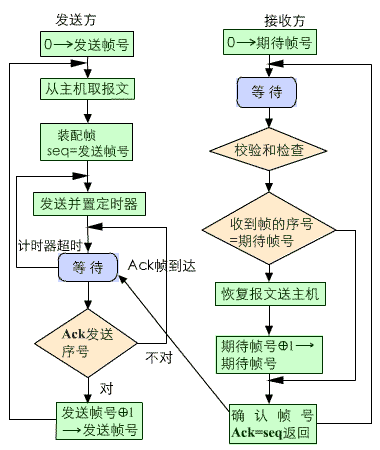 发送方
0→发送帧号
从主机取报文
装配帧
seq=发送帧号
发送并置定时器
计时器超时
等待
Ack帧到达
Ack发送
序号
不对
对
发送帧号⊕1
→发送帧号
接收方
0→期待帧号
等待
校验和检查
收到帧的序号
=期待帧号
恢复报文送主机
期待帧号⊕1→
期待帧号
确认帧号
Ack=seq返回